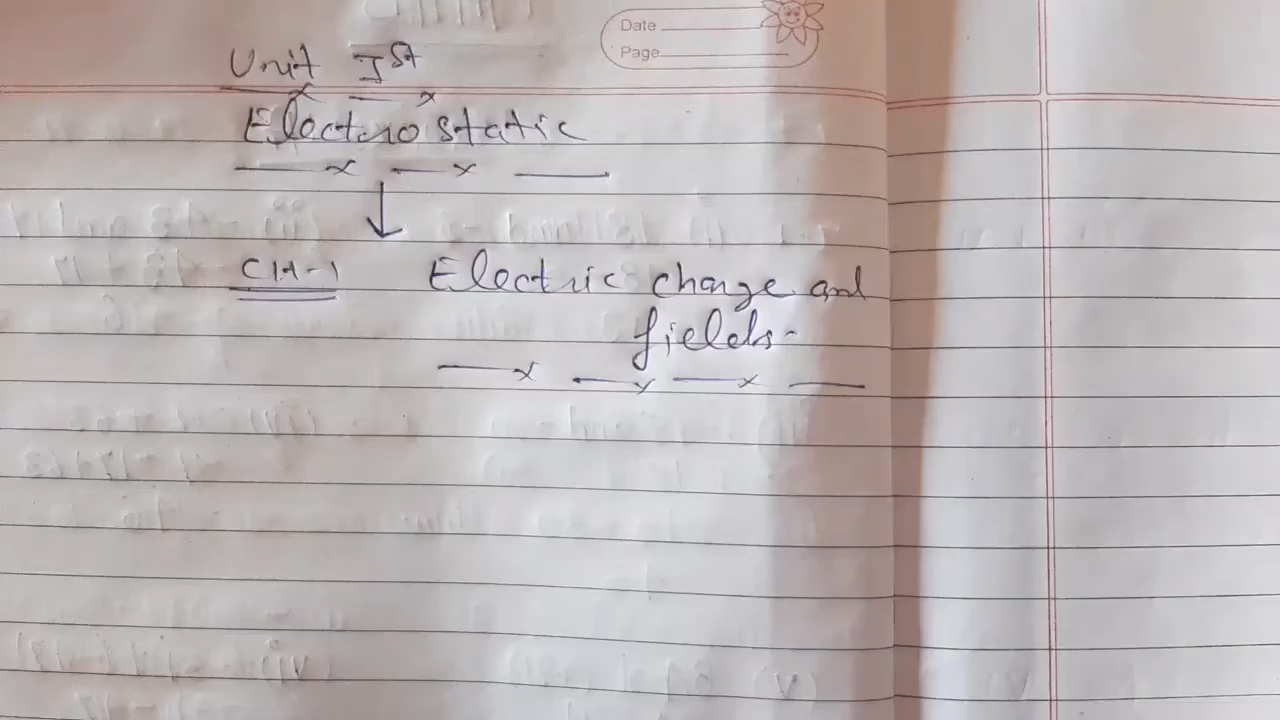 Date
Page
Unit Ist
Electrostatic
CH-1 Electric charge and
fields-